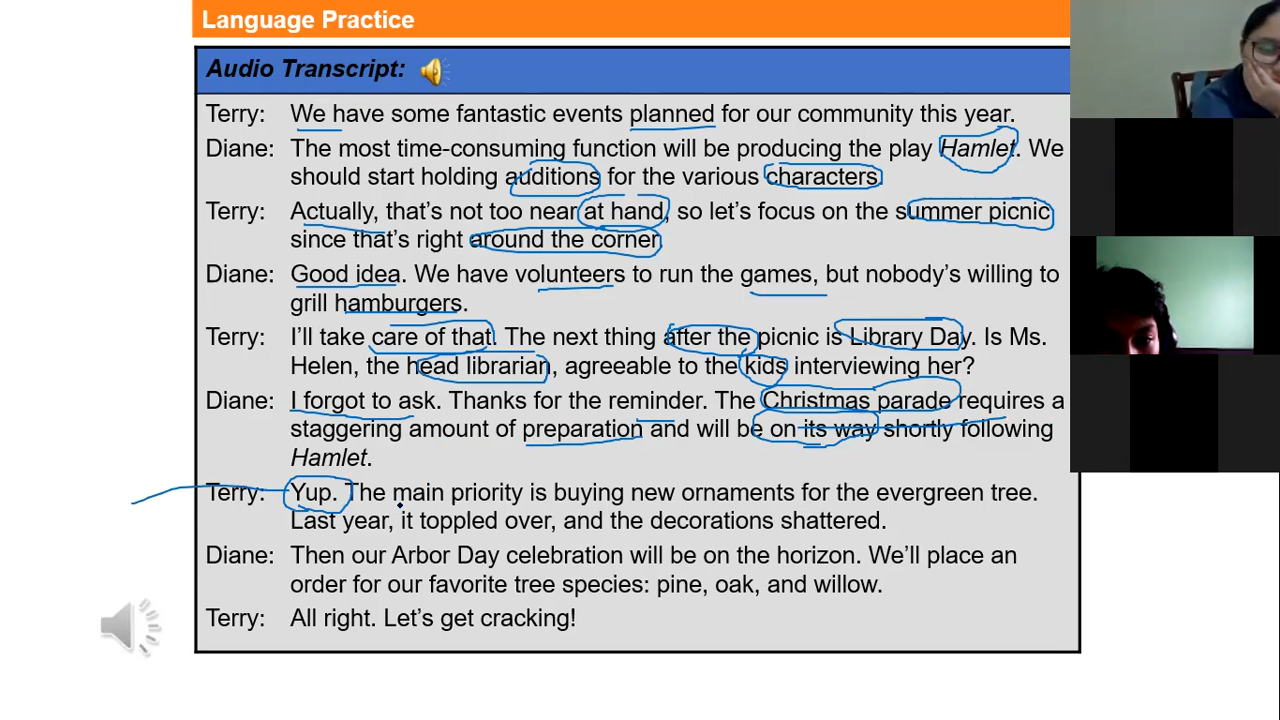 Language Practice
Audio Transcript:
Terry: We have some fantastic events planned for our community this year.
Diane: The most time-consuming function will be producing the play Hamlet. We
should start holding auditions for the various characters.
Terry: Actually, that's not too near at hand, so let's focus on the summer picnic
since that's right around the corner.
Diane: Good idea. We have volunteers to run the games, but nobody's willing to
grill hamburgers.
Terry: I'll take care of that. The next thing after the picnic is Library Day. Is Ms.
Helen, the head librarian, agreeable to the kids interviewing her?
Diane: I forgot to ask. Thanks for the reminder. The Christmas parade requires a
staggering amount of preparation and will be on its way shortly following
Hamlet.
Terry: Yup. The main priority is buying new ornaments for the evergreen tree.
Last year, it toppled over, and the decorations shattered.
Diane: Then our Arbor Day celebration will be on the horizon. We'll place an
order for our favorite tree species: pine, oak, and willow.
Terry: All right. Let's get cracking!